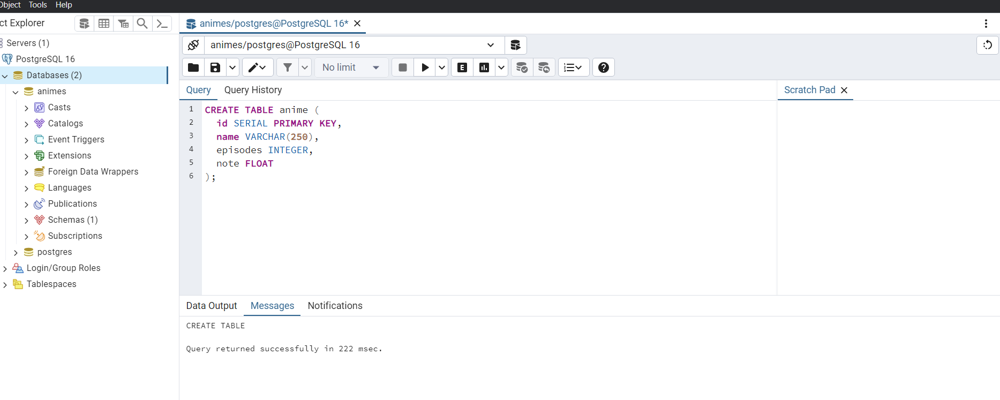 Object Tools Help
ct Explorer
Servers (1)
PostgreSQL 16
Databases (2)
animes
Casts
Catalogs
Event Triggers
Extensions
Foreign Data Wrappers
Languages
Publications
Schemas (1)
Subscriptions
postgres
Login/Group Roles
Tablespaces
animes/postgres@PostgreSQL 16*
animes/postgres@PostgreSQL 16
No limit
E
Query Query History
1 CREATE TABLE anime (
2 id SERIAL PRIMARY KEY,
3 name VARCHAR(250),
4 episodes INTEGER,
5 note FLOAT
6 );
Scratch Pad
Data Output Messages Notifications
CREATE TABLE
Query returned successfully in 222 msec.